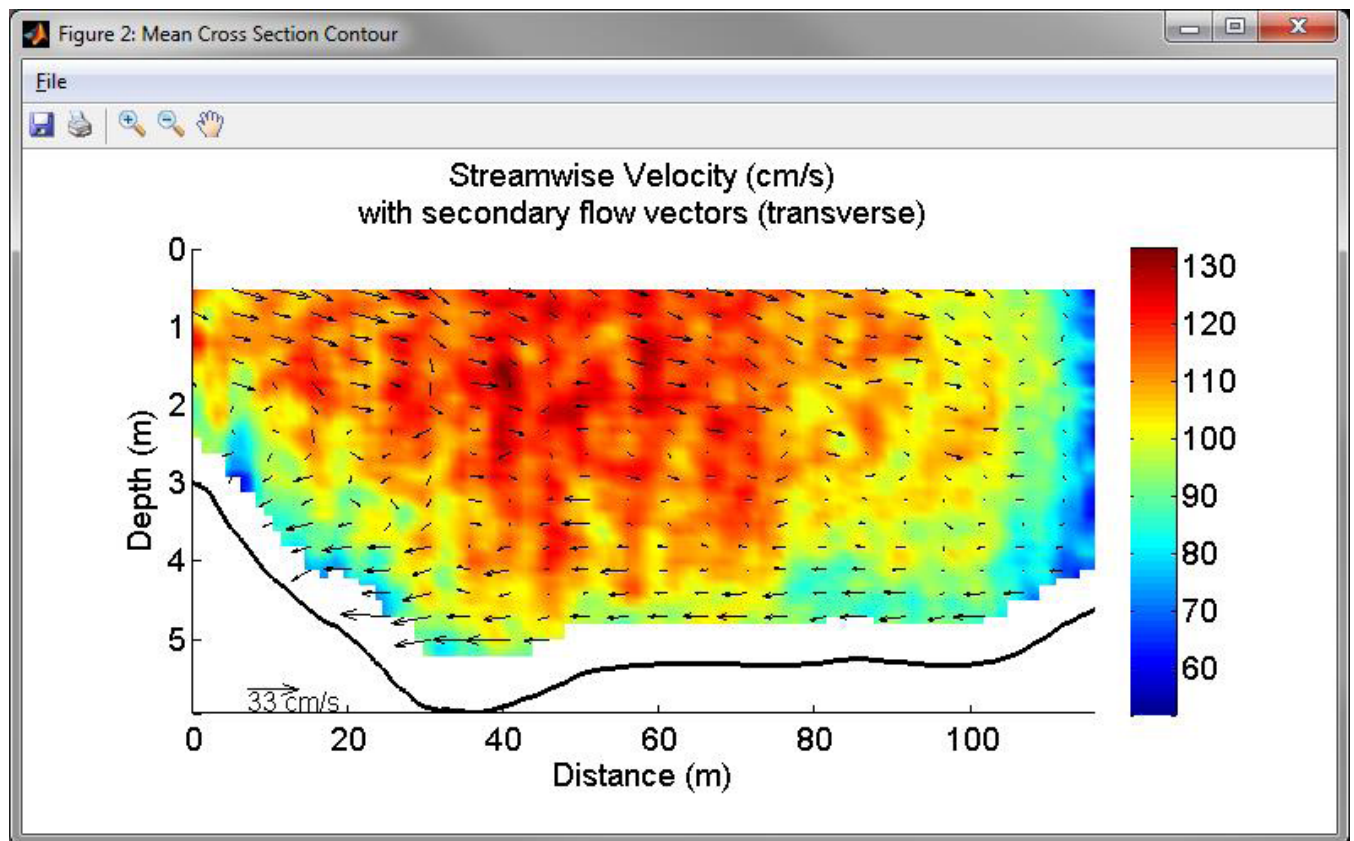 Figure 2: Mean Cross Section Contour
File
Streamwise Velocity (cm/s)
with secondary flow vectors (transverse)
0
1
2
3
4
5
Depth (m)
33 cm/s
0 20 40 60 80 100
Distance (m)
130
120
110
100
90
80
70
60